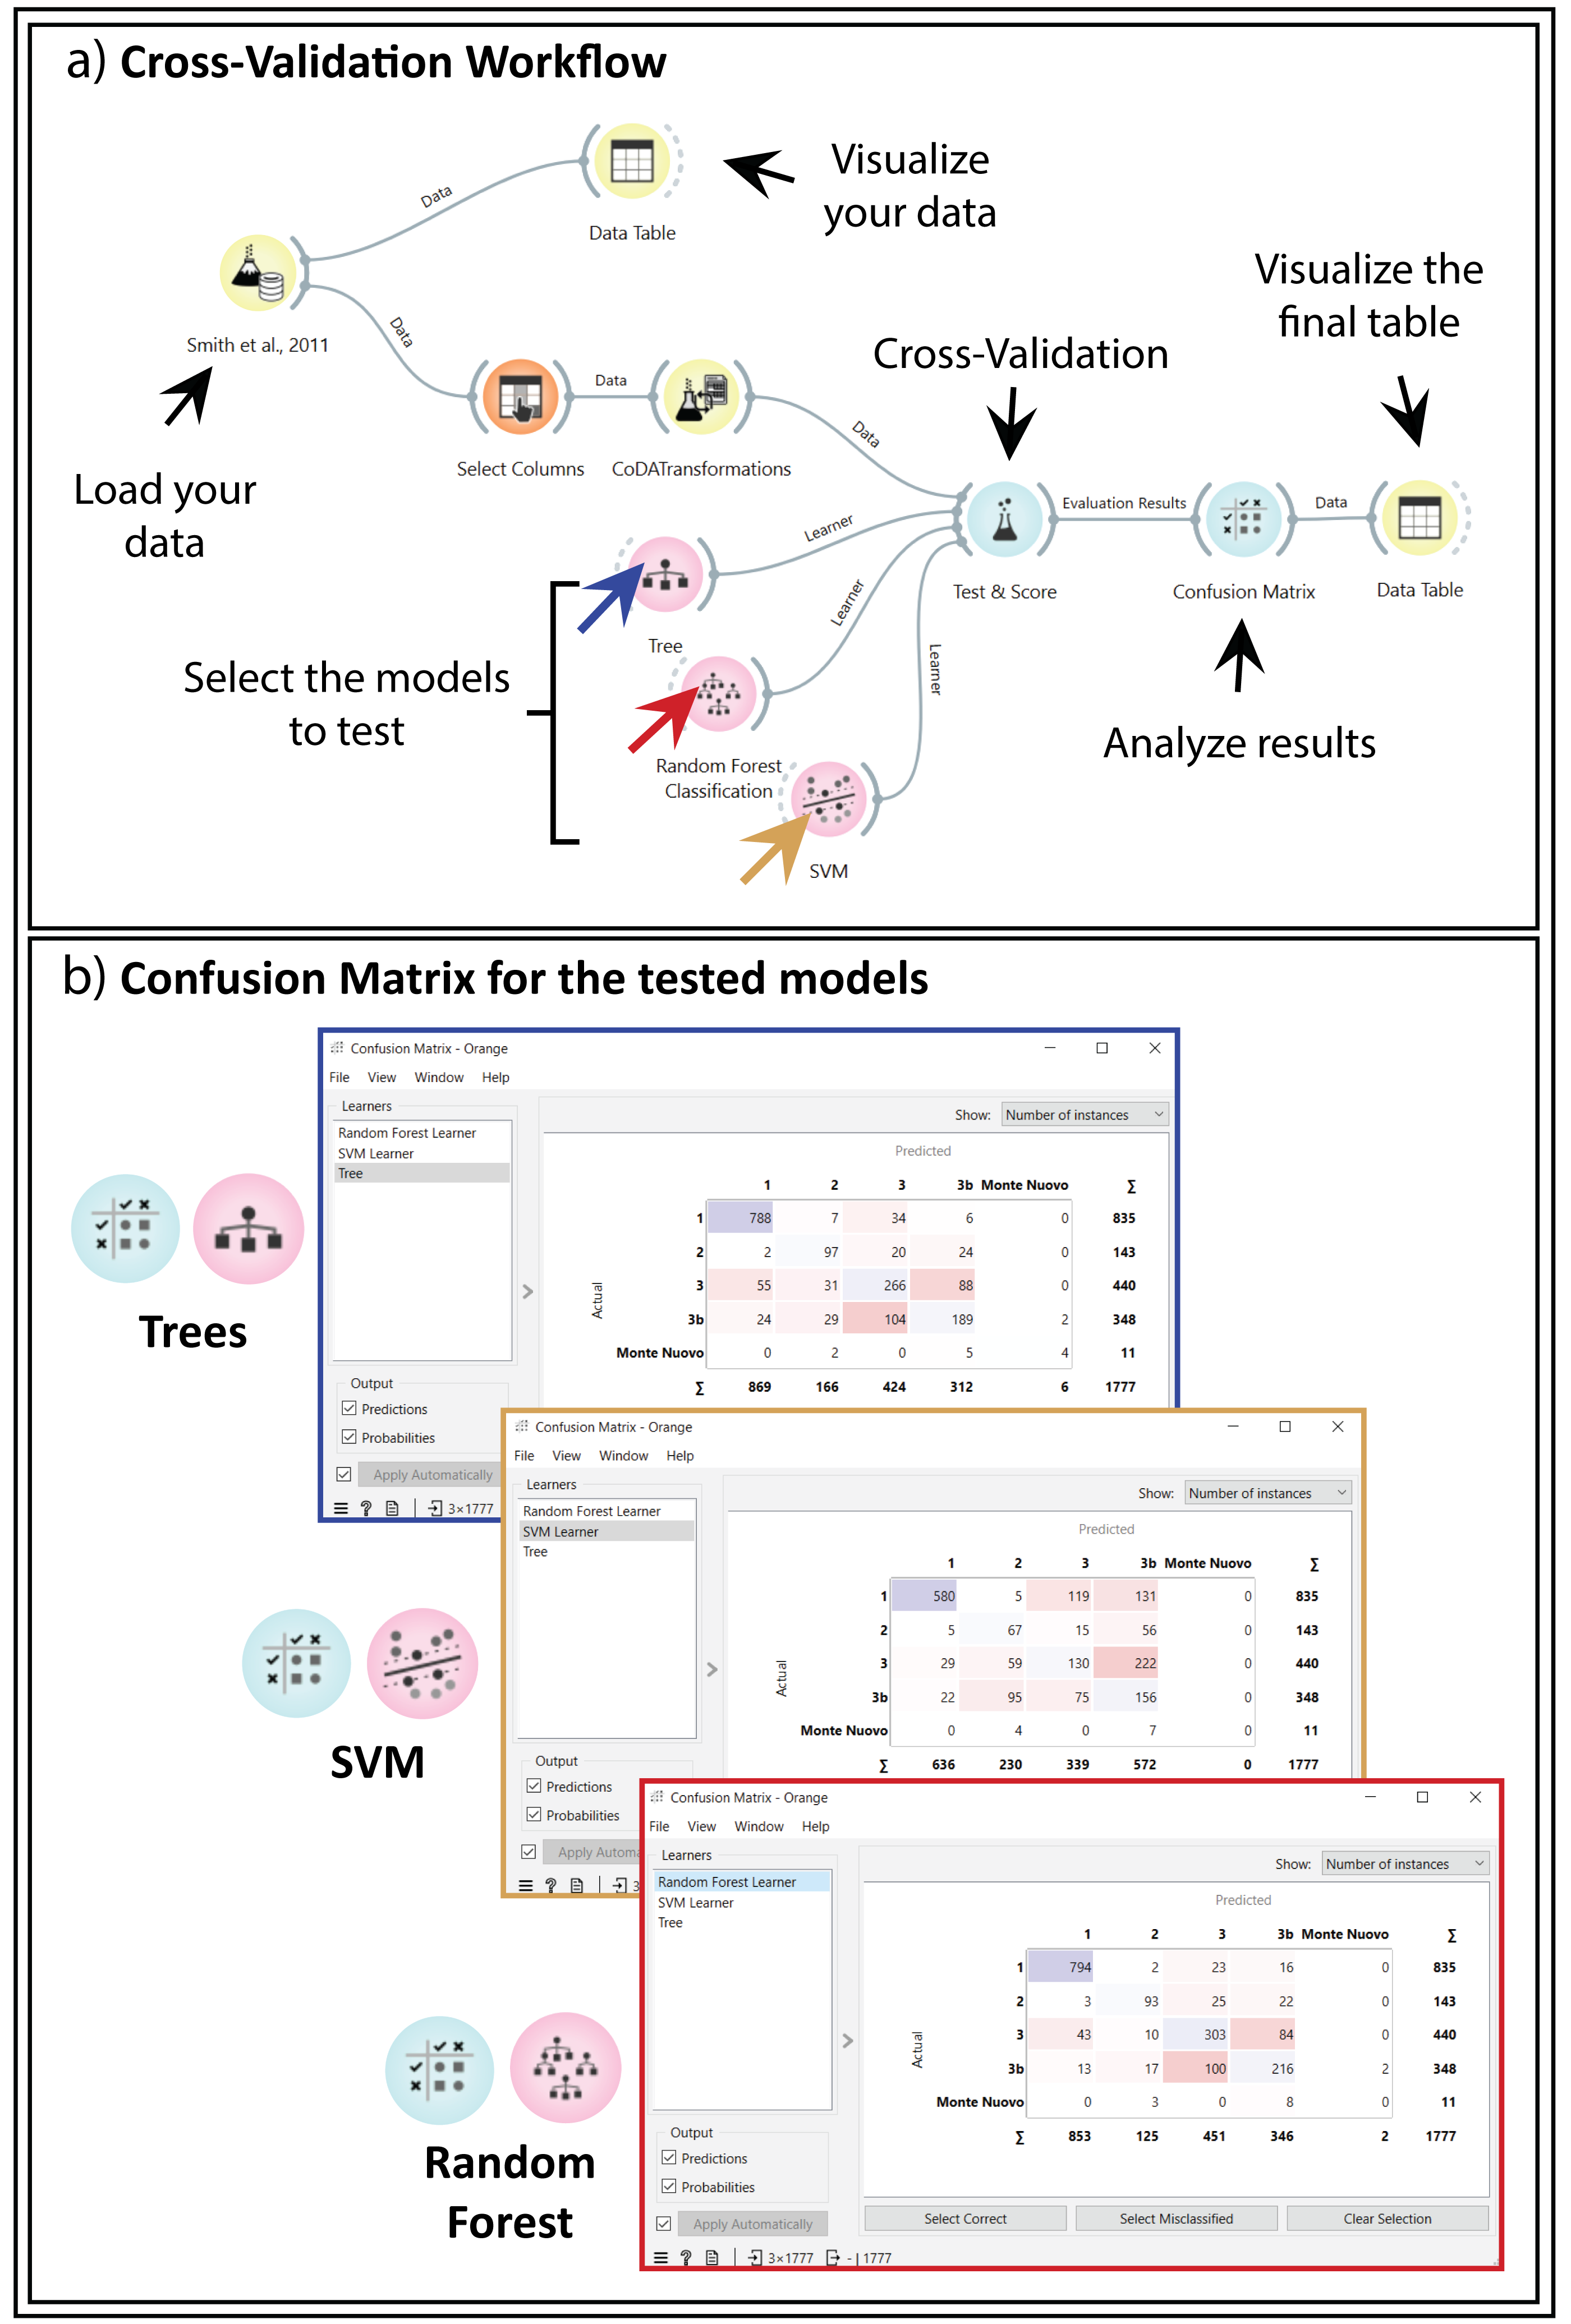 a) Cross-Validation Workflow
Data
Data Table
Visualize
your data
Smith et al., 2011
Load your
data
Data
Select Columns
Data
CoDATransformations
Data
Cross-Validation
Visualize the
final table
Learner
Learner
Learner
Test & Score
Evaluation Results
Confusion Matrix
Data
Data Table
Tree
Select the models
to test
Random Forest
Classification
SVM
Analyze results
b) Confusion Matrix for the tested models
Trees
Confusion Matrix - Orange
File View Window Help
Learners
Random Forest Learner
SVM Learner
Tree
Output
Predictions
Probabilities
Apply Automatically
3×1777
Show: Number of instances
Predicted
Actual
1 2 3 3b Monte Nuovo Σ
1 788 7 34 6 0 835
2 2 97 20 24 0 143
3 55 31 266 88 0 440
3b 24 29 104 189 2 348
Monte Nuovo 0 2 0 5 4 11
Σ 869 166 424 312 6 1777
SVM
Confusion Matrix - Orange
File View Window Help
Learners
Random Forest Learner
SVM Learner
Tree
Output
Predictions
Probabilities
Apply Automa
3
Show: Number of instances
Predicted
Actual
1 2 3 3b Monte Nuovo Σ
1 580 5 119 131 0 835
2 5 67 15 56 0 143
3 29 59 130 222 0 440
3b 22 95 75 156 0 348
Monte Nuovo 0 4 0 7 0 11
Σ 636 230 339 572 0 1777
Random
Forest
Confusion Matrix - Orange
File View Window Help
Learners
Random Forest Learner
SVM Learner
Tree
Output
Predictions
Probabilities
Apply Automatically
Show: Number of instances
Predicted
Actual
1 2 3 3b Monte Nuovo Σ
1 794 2 23 16 0 835
2 3 93 25 22 0 143
3 43 10 303 84 0 440
3b 13 17 100 216 2 348
Monte Nuovo 0 3 0 8 0 11
Σ 853 125 451 346 2 1777
Select Correct
Select Misclassified
Clear Selection
3×1777 - | 1777